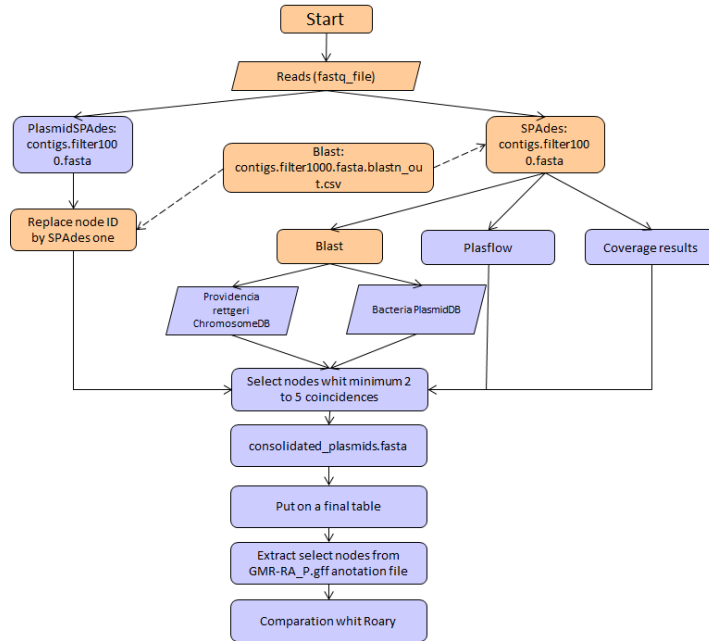 Start
Reads (fastq_file)
PlasmidSPAdes:
contigs.filter100
0.fasta
SPAdes:
contigs.filter100
0.fasta
Blast:
contigs.filter1000.fasta.blastn_ou
t.csv
Replace node ID
by SPAdes one
Blast
Plasflow
Coverage results
Providencia
rettgeri
ChromosomeDB
Bacteria PlasmidDB
Select nodes whit minimum 2
to 5 coincidences
consolidated_plasmids.fasta
Put on a final table
Extract select nodes from
GMR-RA_P.gff anotation file
Comparation whit Roary